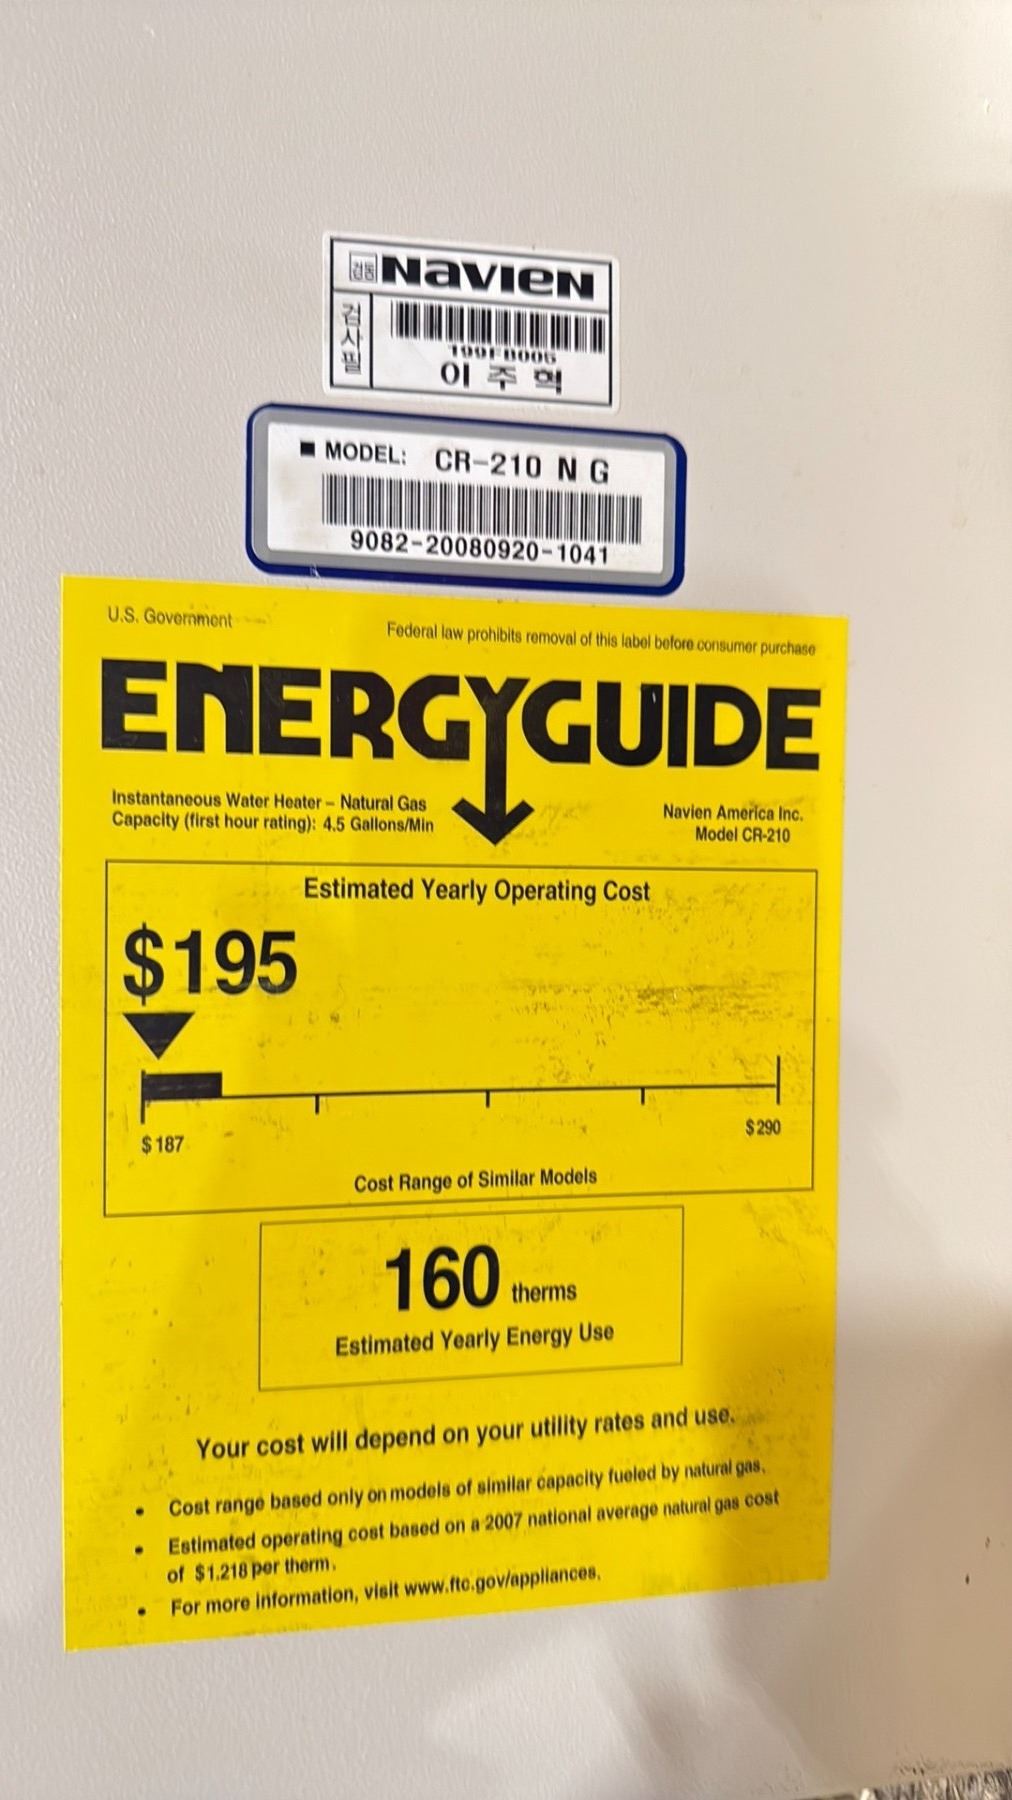 경동 NAVIEN
검사필
199FB005
이주혁
■ MODEL: CR-210 N G
9082-20080920-1041
U.S. Government
Federal law prohibits removal of this label before consumer purchase
ENERGYGUIDE
Instantaneous Water Heater – Natural Gas
Capacity (first hour rating): 4.5 Gallons/Min
Navien America Inc.
Model CR-210
Estimated Yearly Operating Cost
$195
$187
$290
Cost Range of Similar Models
160 therms
Estimated Yearly Energy Use
Your cost will depend on your utility rates and use.
• Cost range based only on models of similar capacity fueled by natural gas.
• Estimated operating cost based on a 2007 national average natural gas cost
of $1.218 per therm.
• For more information, visit www.ftc.gov/appliances.